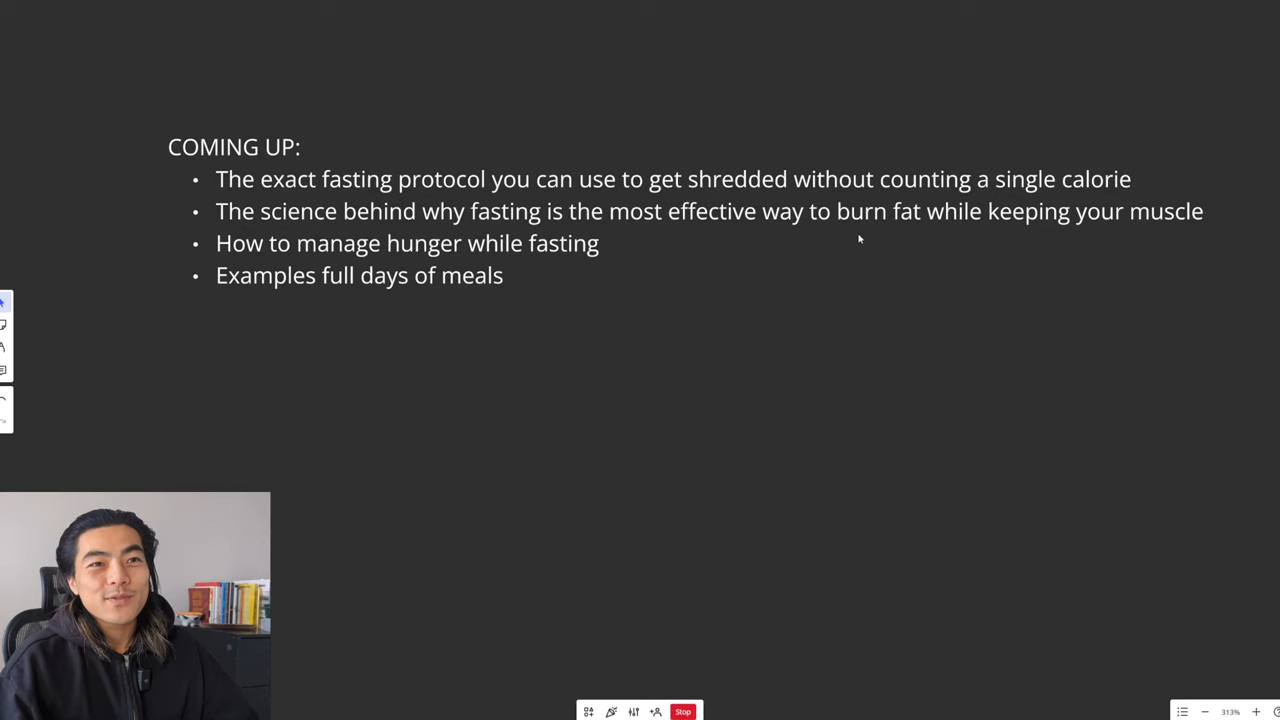 COMING UP:
• The exact fasting protocol you can use to get shredded without counting a single calorie
• The science behind why fasting is the most effective way to burn fat while keeping your muscle
• How to manage hunger while fasting
• Examples full days of meals
Stop
313%